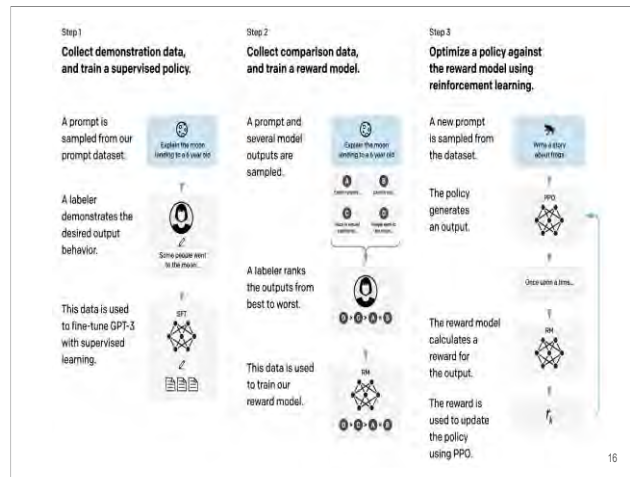 Step 1
Collect demonstration data,
and train a supervised policy.
A prompt is
sampled from our
prompt dataset.
Explain the moon
landing to a 6 year old
A labeler
demonstrates the
desired output
behavior.
Some people went
to the moon...
This data is used
to fine-tune GPT-3
with supervised
learning.
SFT
Step 2
Collect comparison data,
and train a reward model.
A prompt and
several model
outputs are
sampled.
Explain the moon
landing to a 6 year old
A
B
C
D
A labeler ranks
the outputs from
best to worst.
D > C > A = B
This data is used
to train our
reward model.
RM
D > C > A = B
Step 3
Optimize a policy against
the reward model using
reinforcement learning.
A new prompt
is sampled from
the dataset.
Write a story
about frogs
The policy
generates
an output.
PPO
Once upon a time...
The reward model
calculates a
reward for
the output.
RM
The reward is
used to update
the policy
using PPO.
rk
16